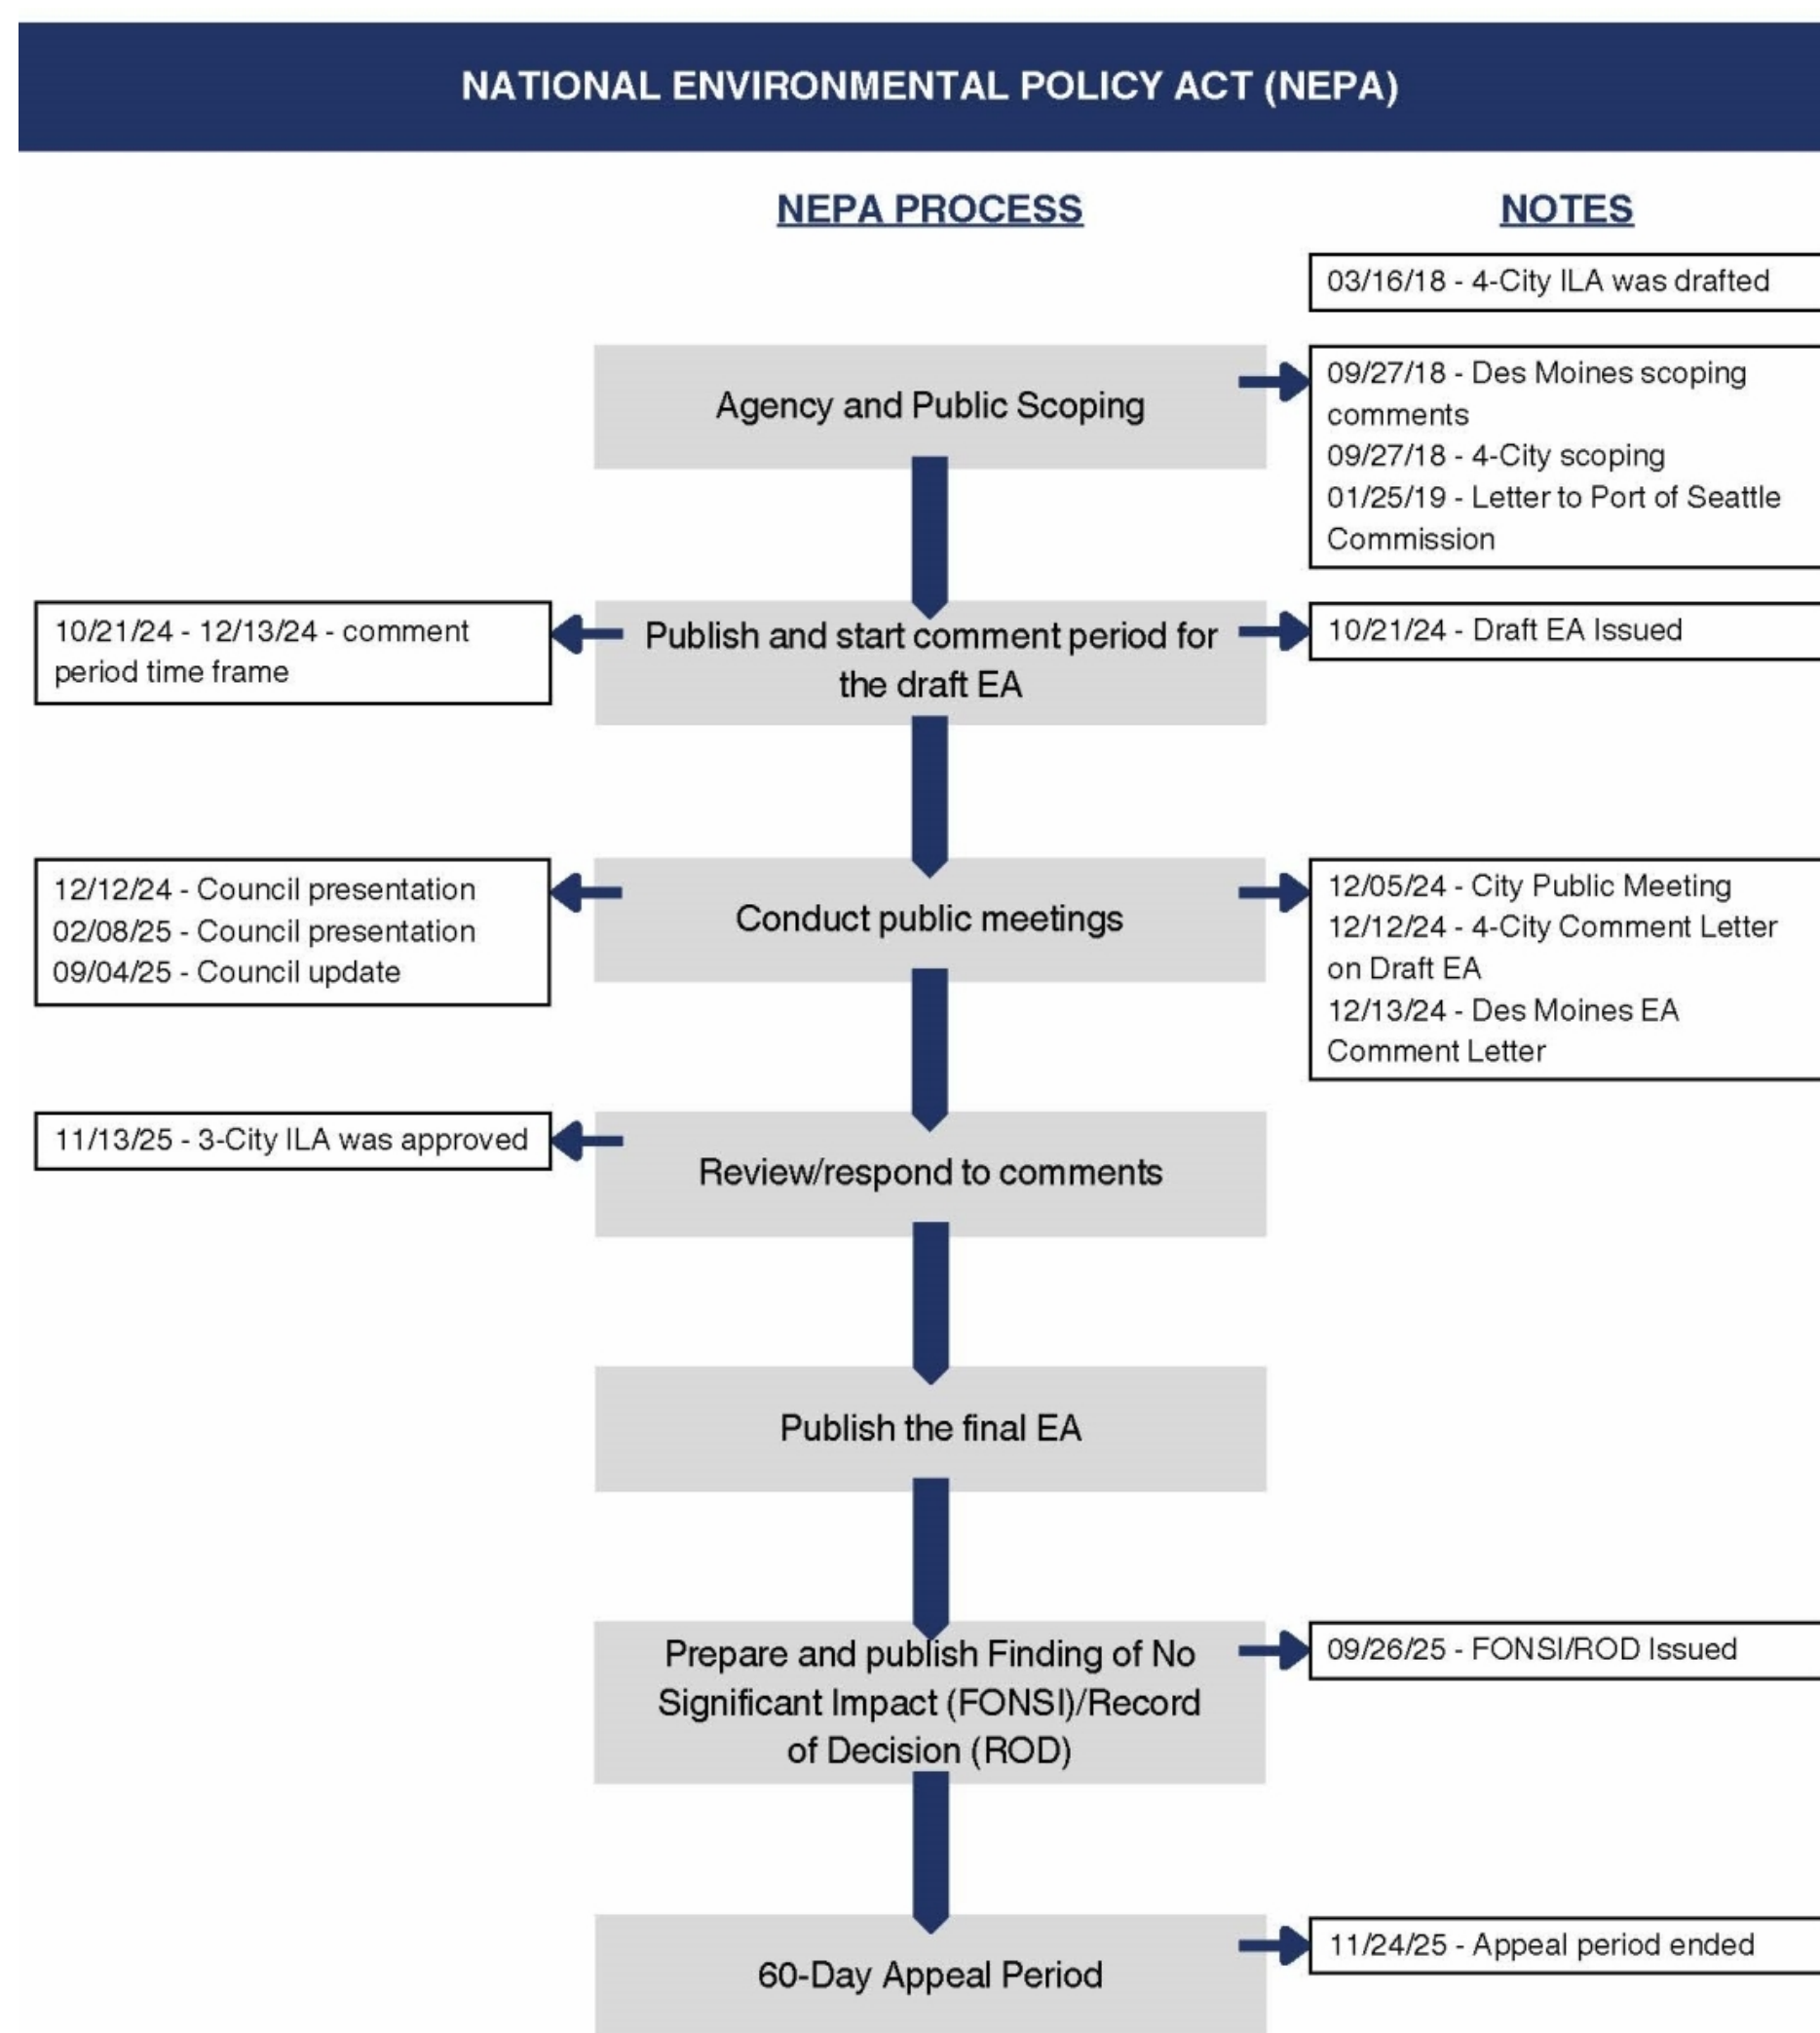 NATIONAL ENVIRONMENTAL POLICY ACT (NEPA)
NEPA PROCESS
NOTES
03/16/18 - 4-City ILA was drafted
Agency and Public Scoping
09/27/18 - Des Moines scoping
comments
09/27/18 - 4-City scoping
01/25/19 - Letter to Port of Seattle
Commission
10/21/24 - 12/13/24 - comment
period time frame
Publish and start comment period for
the draft EA
10/21/24 - Draft EA Issued
12/12/24 - Council presentation
02/08/25 - Council presentation
09/04/25 - Council update
Conduct public meetings
12/05/24 - City Public Meeting
12/12/24 - 4-City Comment Letter
on Draft EA
12/13/24 - Des Moines EA
Comment Letter
11/13/25 - 3-City ILA was approved
Review/respond to comments
Publish the final EA
Prepare and publish Finding of No
Significant Impact (FONSI)/Record
of Decision (ROD)
09/26/25 - FONSI/ROD Issued
60-Day Appeal Period
11/24/25 - Appeal period ended